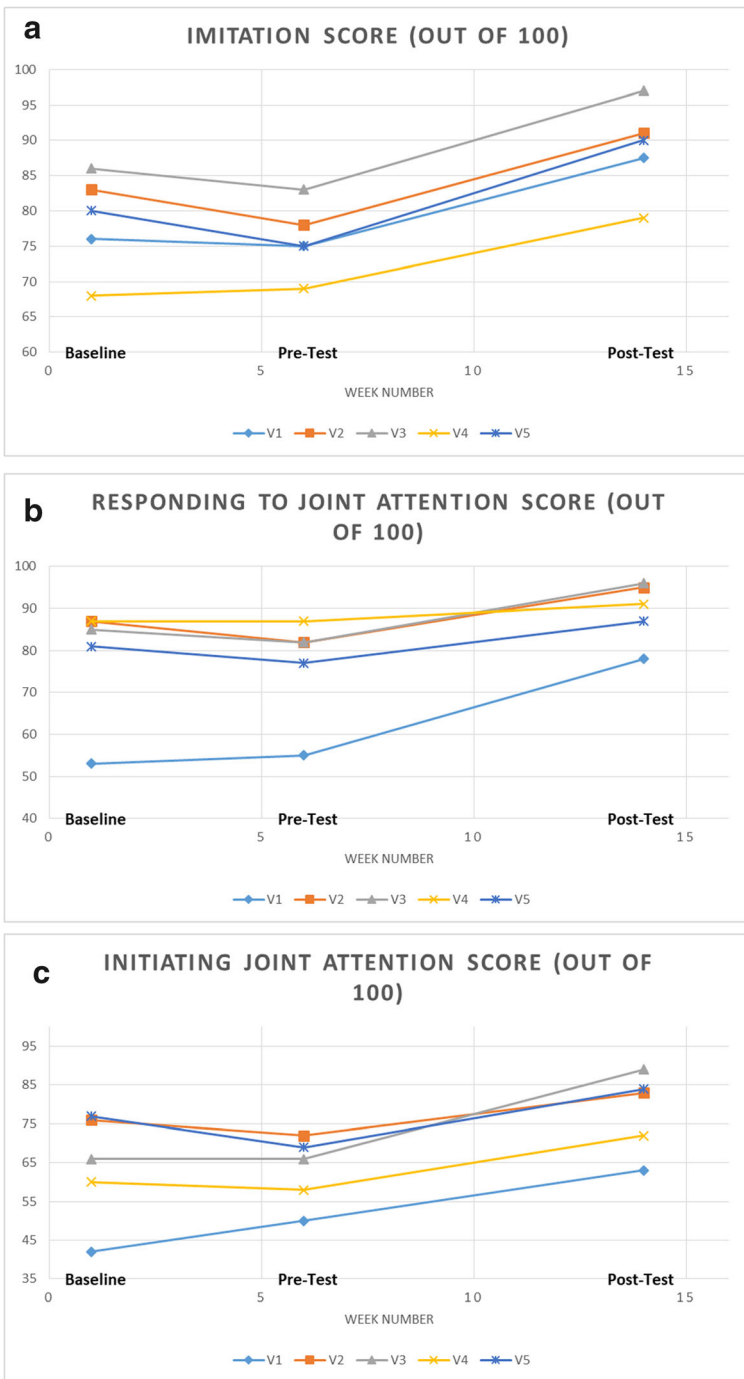 a
IMITATION SCORE (OUT OF 100)
100
95
90
85
80
75
70
65
60
Baseline Pre-Test Post-Test
0 5 10 15
WEEK NUMBER
V1 V2 V3 V4 V5
b
RESPONDING TO JOINT ATTENTION SCORE (OUT
OF 100)
100
90
80
70
60
50
40
Baseline Pre-Test Post-Test
0 5 10 15
WEEK NUMBER
V1 V2 V3 V4 V5
c
INITIATING JOINT ATTENTION SCORE (OUT OF
100)
95
85
75
65
55
45
35
Baseline Pre-Test Post-Test
0 5 10 15
WEEK NUMBER
V1 V2 V3 V4 V5